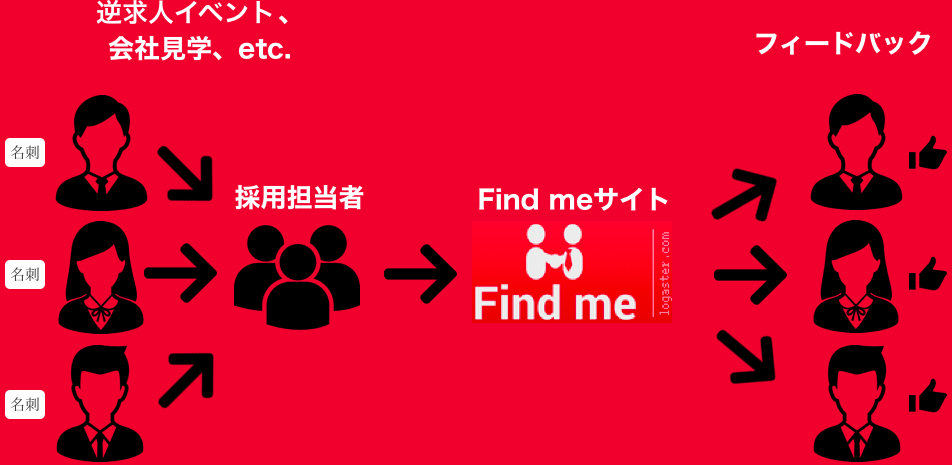 逆求人イベント、
会社見学、etc.
フィードバック
名刺
採用担当者
Find meサイト
logaster.com
名刺
Find me
名刺